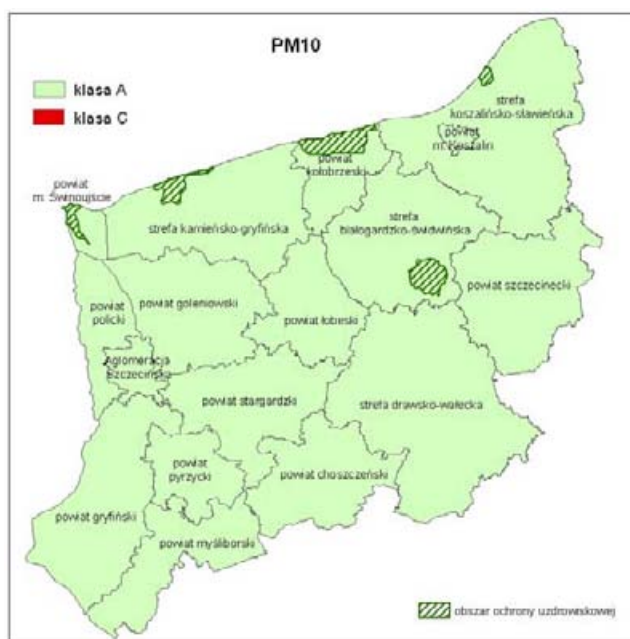 PM10
klasa A
klasa C
strefa
koszalińsko-sławieńska
powiat
m. Koszalin
powiat
kołobrzeski
powiat
m. Świnoujście
strefa kamieńsko-gryfińska
strefa
białogardzko-świdwińska
powiat goleniowski
powiat
policki
powiat łobeski
powiat szczecinecki
Aglomeracja
Szczecińska
powiat stargardzki
strefa drawsko-wałecka
powiat
pyrzycki
powiat choszczeński
powiat gryfiński
powiat myśliborski
obszar ochrony uzdrowiskowej